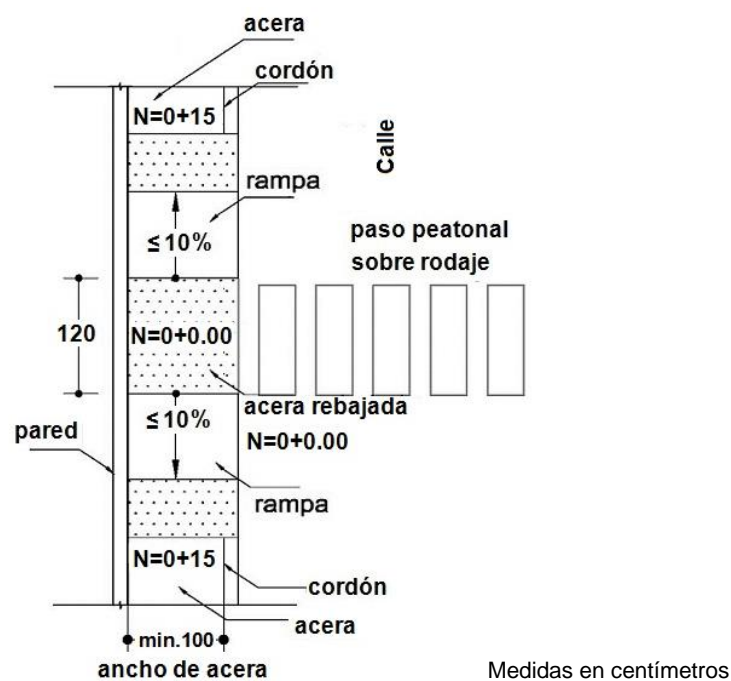 acera
cordón
N=0+15
Calle
rampa
≤ 10%
paso peatonal
sobre rodaje
120
N=0+0.00
acera rebajada
≤ 10%
pared
N=0+0.00
rampa
N=0+15
cordón
acera
min.100
ancho de acera
Medidas en centímetros